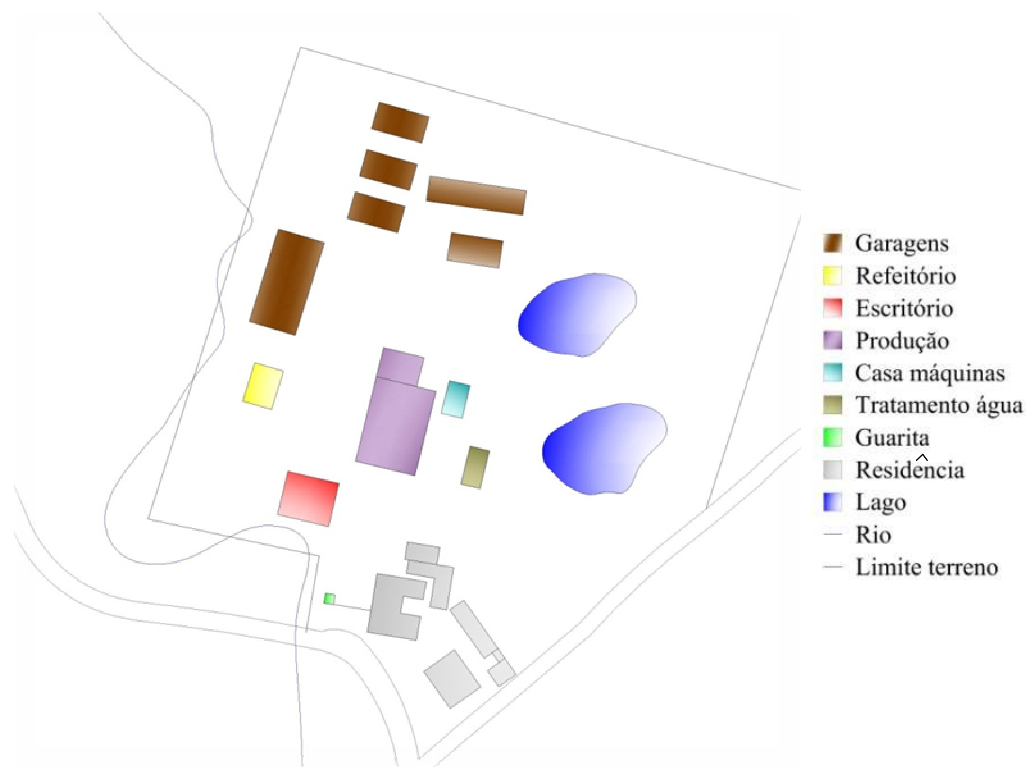 Garagens
Refeitório
Escritório
Produção
Casa máquinas
Tratamento água
Guarita
Residência
Lago
Rio
Limite terreno